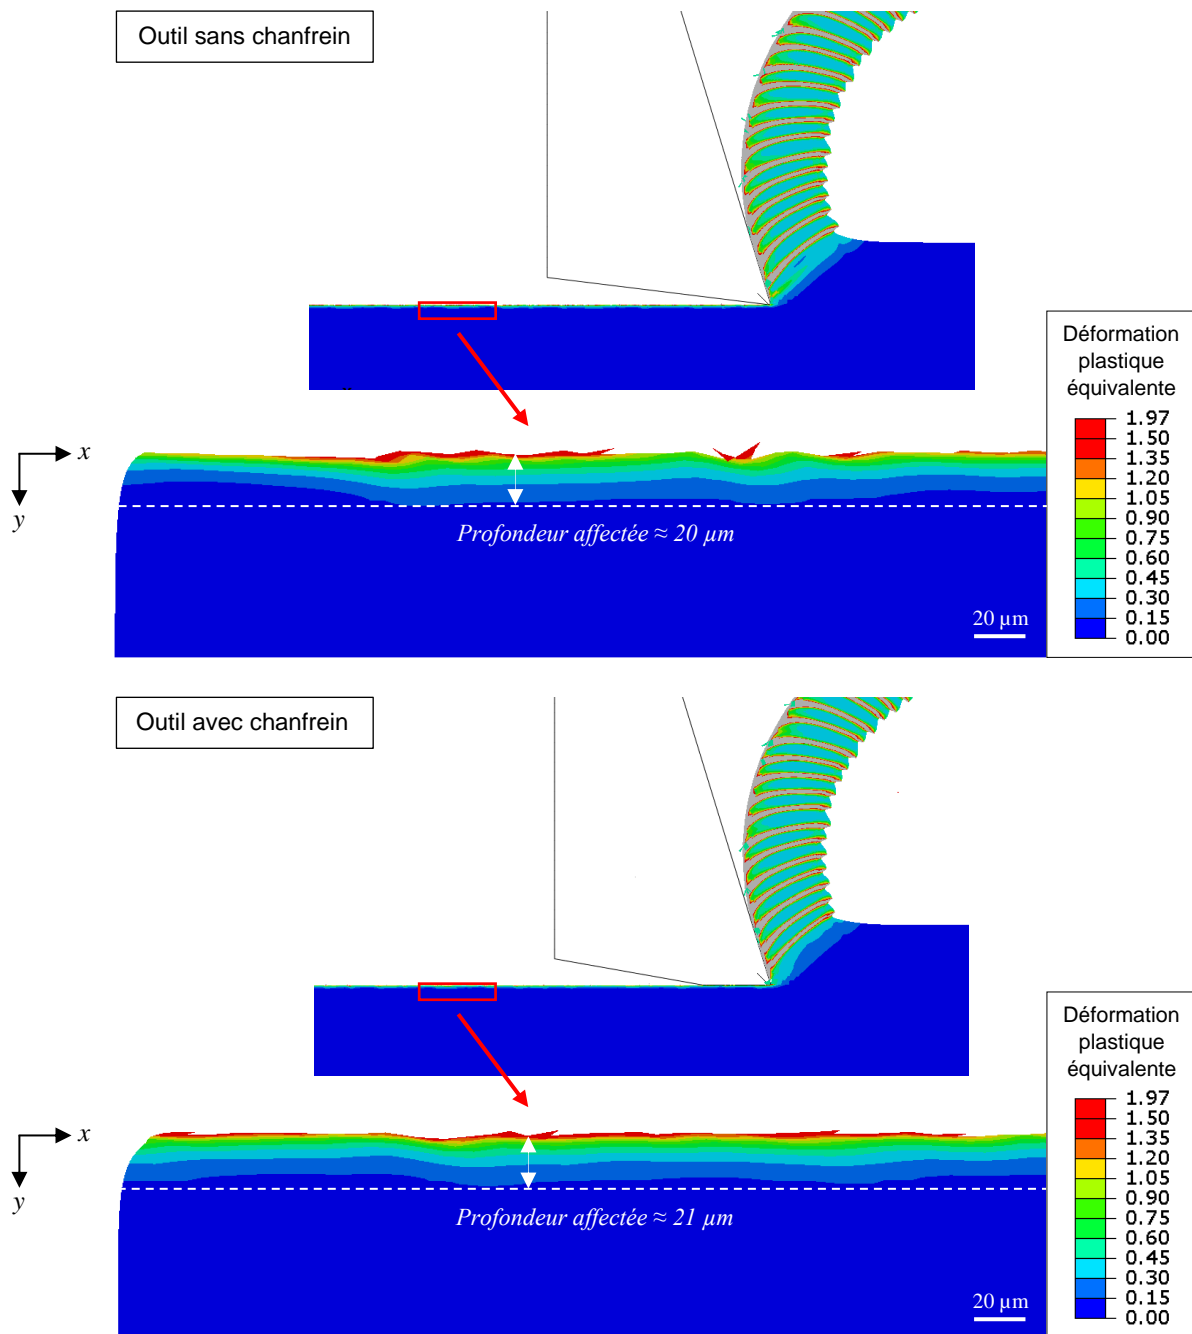 Outil sans chanfrein
Déformation
plastique
équivalente
1.97
1.50
1.35
1.20
1.05
0.90
0.75
0.60
0.45
0.30
0.15
0.00
x
y
Profondeur affectée ≈ 20 µm
20 µm
Outil avec chanfrein
Déformation
plastique
équivalente
1.97
1.50
1.35
1.20
1.05
0.90
0.75
0.60
0.45
0.30
0.15
0.00
x
y
Profondeur affectée ≈ 21 µm
20 µm